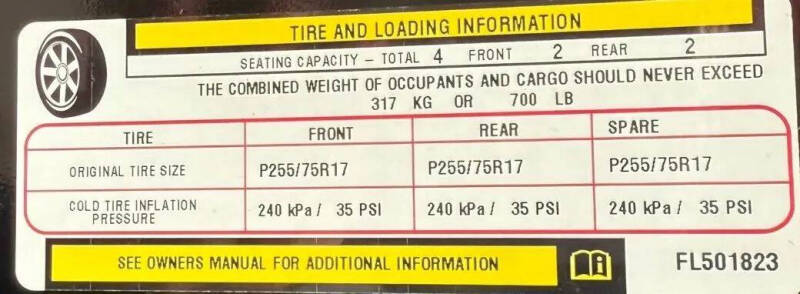 TIRE AND LOADING INFORMATION
SEATING CAPACITY – TOTAL 4 FRONT 2 REAR 2
THE COMBINED WEIGHT OF OCCUPANTS AND CARGO SHOULD NEVER EXCEED
317 KG OR 700 LB
TIRE FRONT REAR SPARE
ORIGINAL TIRE SIZE P255/75R17 P255/75R17 P255/75R17
COLD TIRE INFLATION
PRESSURE 240 kPa / 35 PSI 240 kPa / 35 PSI 240 kPa / 35 PSI
SEE OWNERS MANUAL FOR ADDITIONAL INFORMATION
FL501823